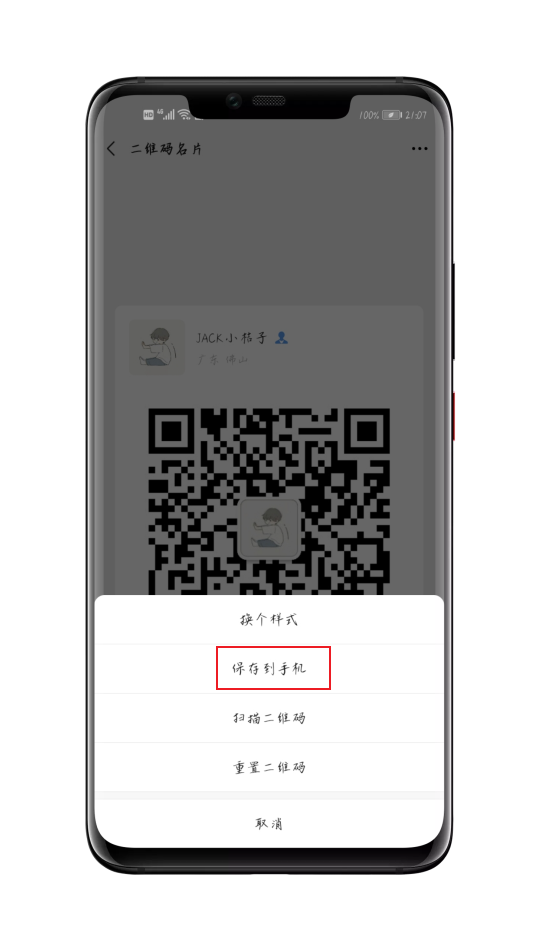 HD 4G 100% 21:07
二维码名片
JACK小桔子
广东 佛山
换个样式
保存到手机
扫描二维码
重置二维码
取消